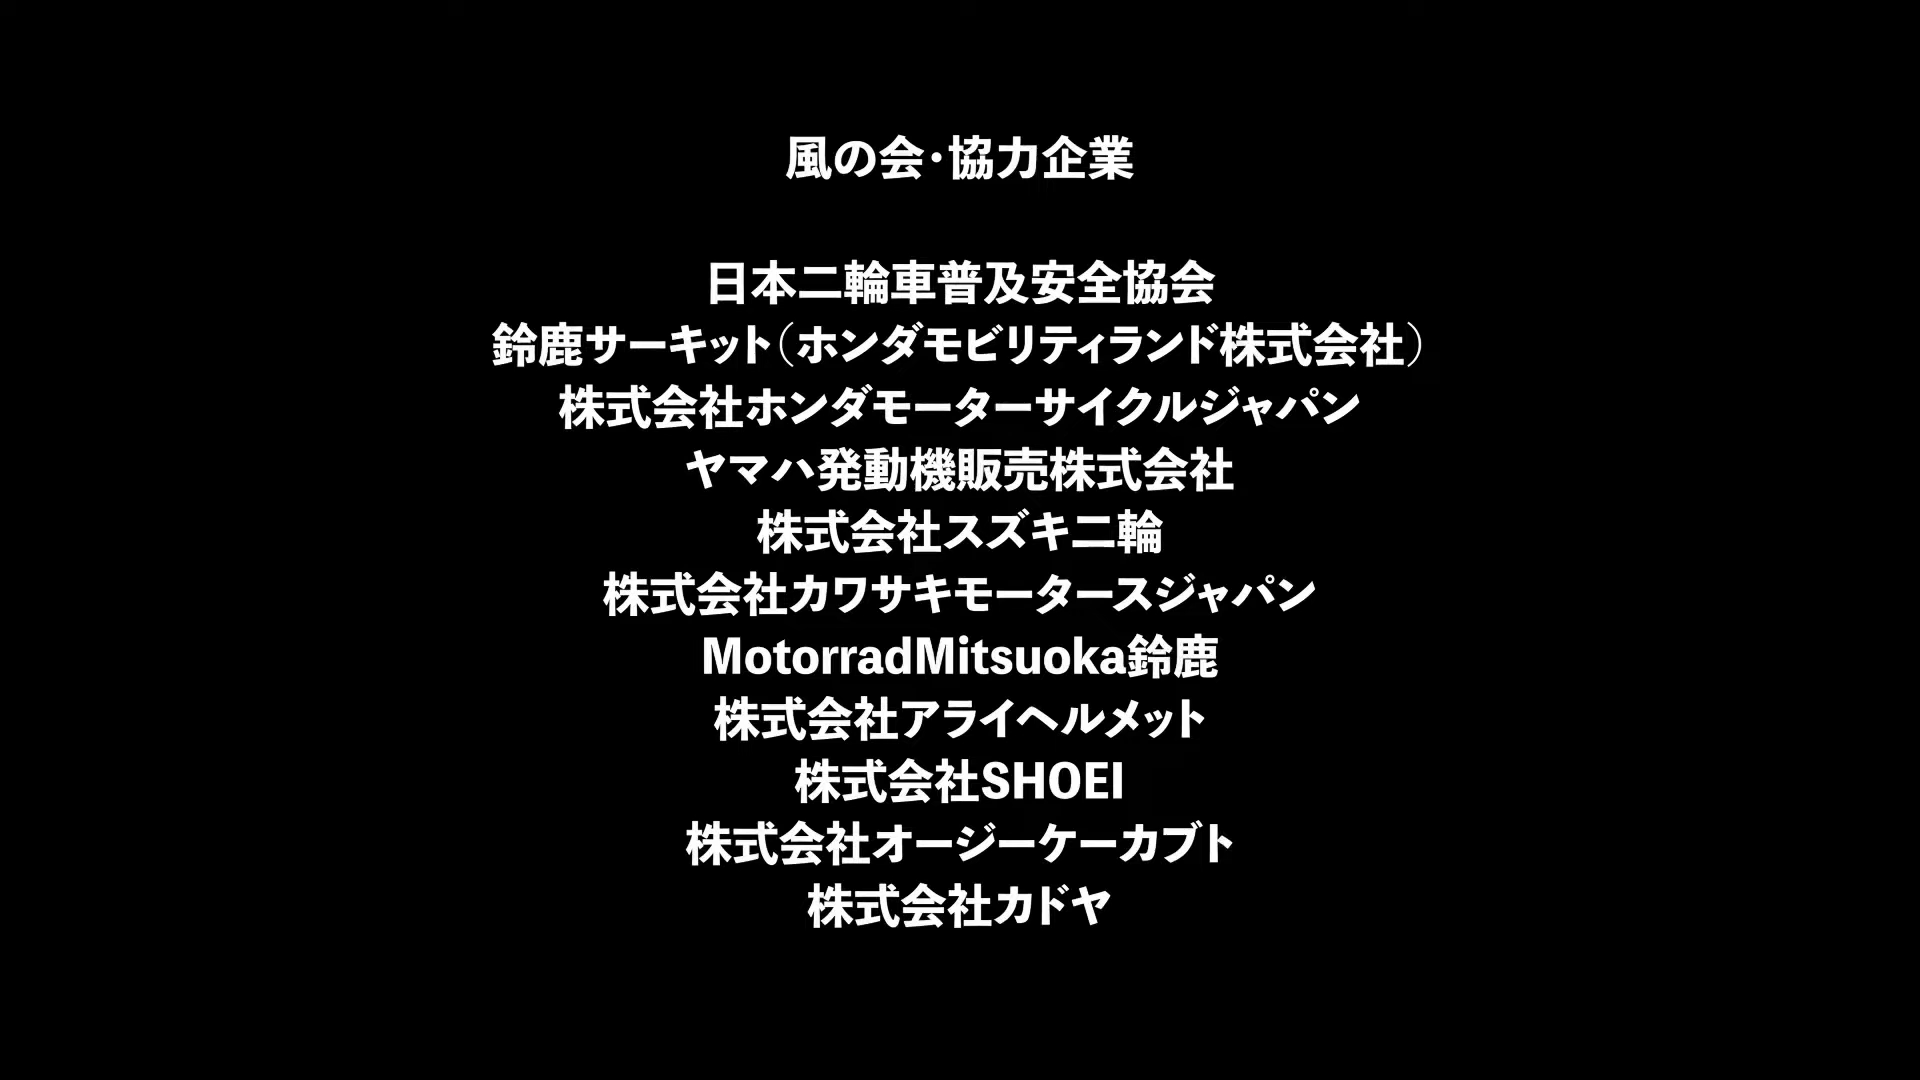 風の会・協力企業
日本二輪車普及安全協会
鈴鹿サーキット（ホンダモビリティランド株式会社）
株式会社ホンダモーターサイクルジャパン
ヤマハ発動機販売株式会社
株式会社スズキ二輪
株式会社カワサキモータースジャパン
MotorradMitsuoka鈴鹿
株式会社アライヘルメット
株式会社SHOEI
株式会社オージーケーカブト
株式会社カドヤ